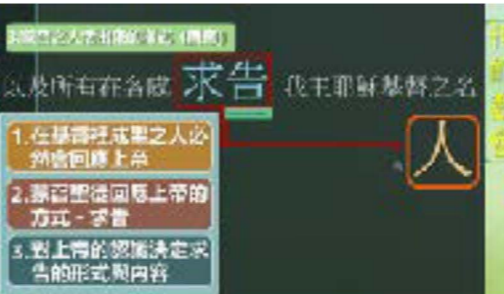 以及所有在各處 求告 我主耶穌基督之名
人
1.在基督裡成聖之人必
然會回應上帝
2.蒙召聖徒回應上帝的
方式-求告
3.對上帝的認識決定求
告的形式與內容